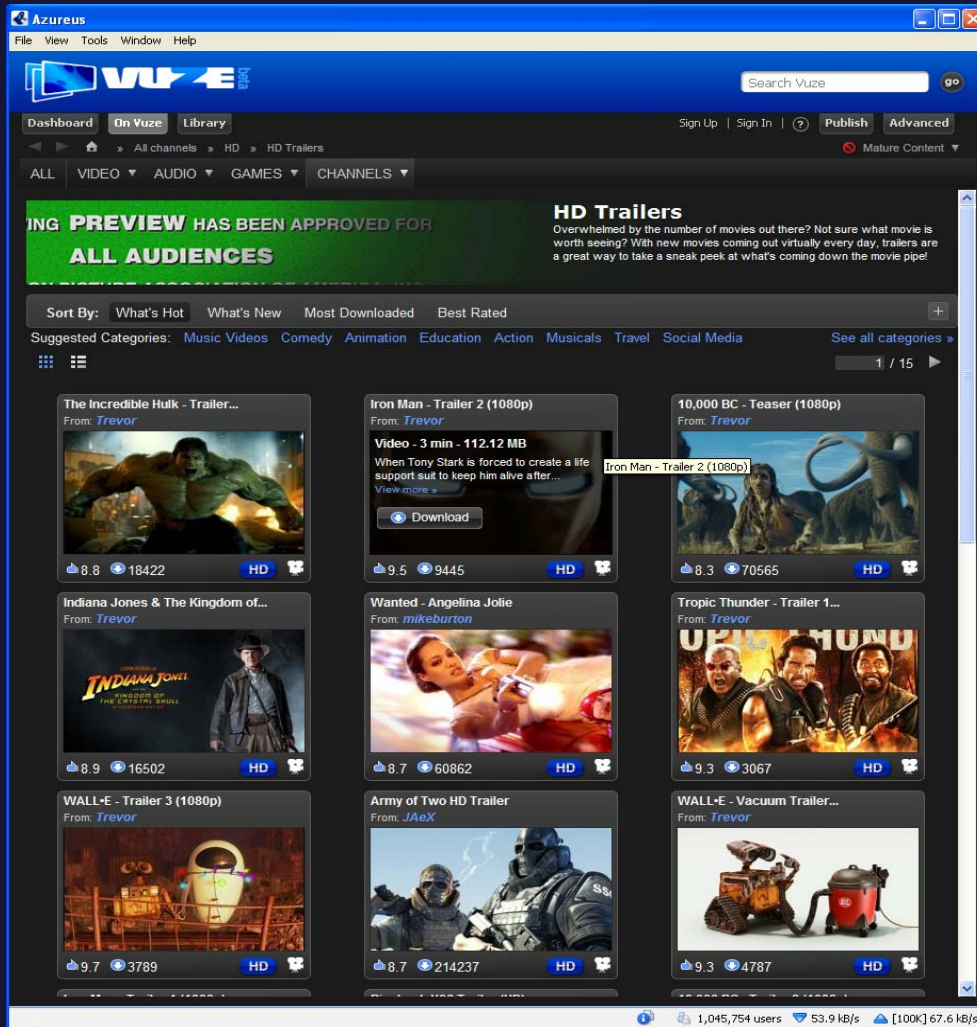 Azureus
File View Tools Window Help
VUZE beta
Search Vuze go
Dashboard On Vuze Library Sign Up | Sign In | ? Publish Advanced
» All channels » HD » HD Trailers Mature Content ▼
ALL VIDEO ▼ AUDIO ▼ GAMES ▼ CHANNELS ▼
ING PREVIEW HAS BEEN APPROVED FOR
ALL AUDIENCES
HD Trailers
Overwhelmed by the number of movies out there? Not sure what movie is
worth seeing? With new movies coming out virtually every day, trailers are
a great way to take a sneak peek at what's coming down the movie pipe!
Sort By: What's Hot What's New Most Downloaded Best Rated +
Suggested Categories: Music Videos Comedy Animation Education Action Musicals Travel Social Media See all categories »
1 / 15
The Incredible Hulk - Trailer...
From: Trevor
8.8 18422 HD
Iron Man - Trailer 2 (1080p)
From: Trevor
Video - 3 min - 112.12 MB
When Tony Stark is forced to create a life
support suit to keep him alive after...
View more »
Download
Iron Man - Trailer 2 (1080p)
9.5 9445 HD
10,000 BC - Teaser (1080p)
From: Trevor
8.3 70565 HD
Indiana Jones & The Kingdom of...
From: Trevor
INDIANA JONES
AND THE
KINGDOM OF
THE CRYSTAL SKULL
8.9 16502 HD
Wanted - Angelina Jolie
From: mikeburton
8.7 60862 HD
Tropic Thunder - Trailer 1...
From: Trevor
9.3 3067 HD
WALL•E - Trailer 3 (1080p)
From: Trevor
9.7 3789 HD
Army of Two HD Trailer
From: JAeX
8.7 214237 HD
WALL•E - Vacuum Trailer...
From: Trevor
9.3 4787 HD
1,045,754 users 53.9 kB/s [100K] 67.6 kB/s